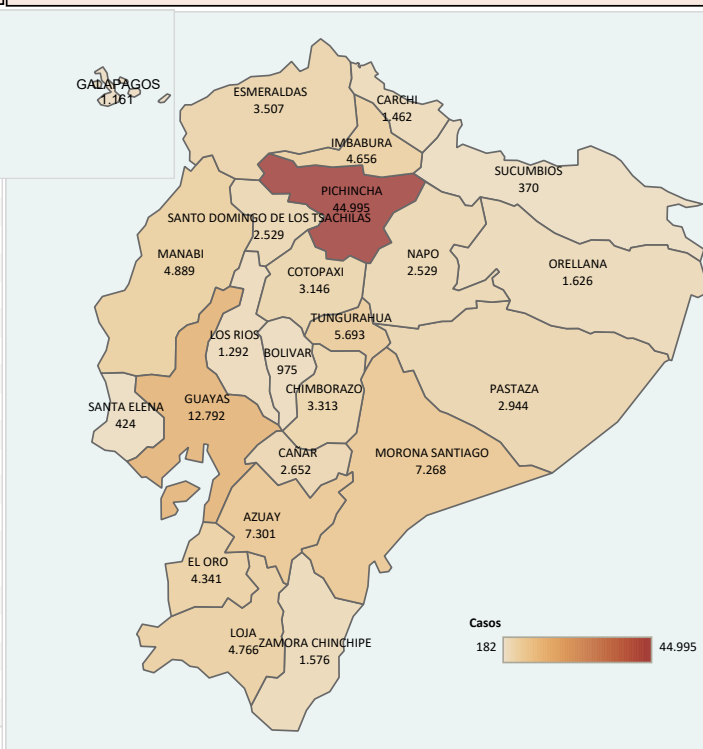 GALAPAGOS
1.161
ESMERALDAS
3.507
CARCHI
1.462
IMBABURA
4.656
SUCUMBIOS
370
PICHINCHA
44.995
SANTO DOMINGO DE LOS TSACHILAS
2.529
MANABI
4.889
NAPO
2.529
ORELLANA
1.626
COTOPAXI
3.146
TUNGURAHUA
5.693
LOS RIOS
1.292
BOLIVAR
975
CHIMBORAZO
3.313
PASTAZA
2.944
SANTA ELENA
424
GUAYAS
12.792
CAÑAR
2.652
MORONA SANTIAGO
7.268
AZUAY
7.301
EL ORO
4.341
LOJA
4.766
ZAMORA CHINCHIPE
1.576
Casos
182
44.995